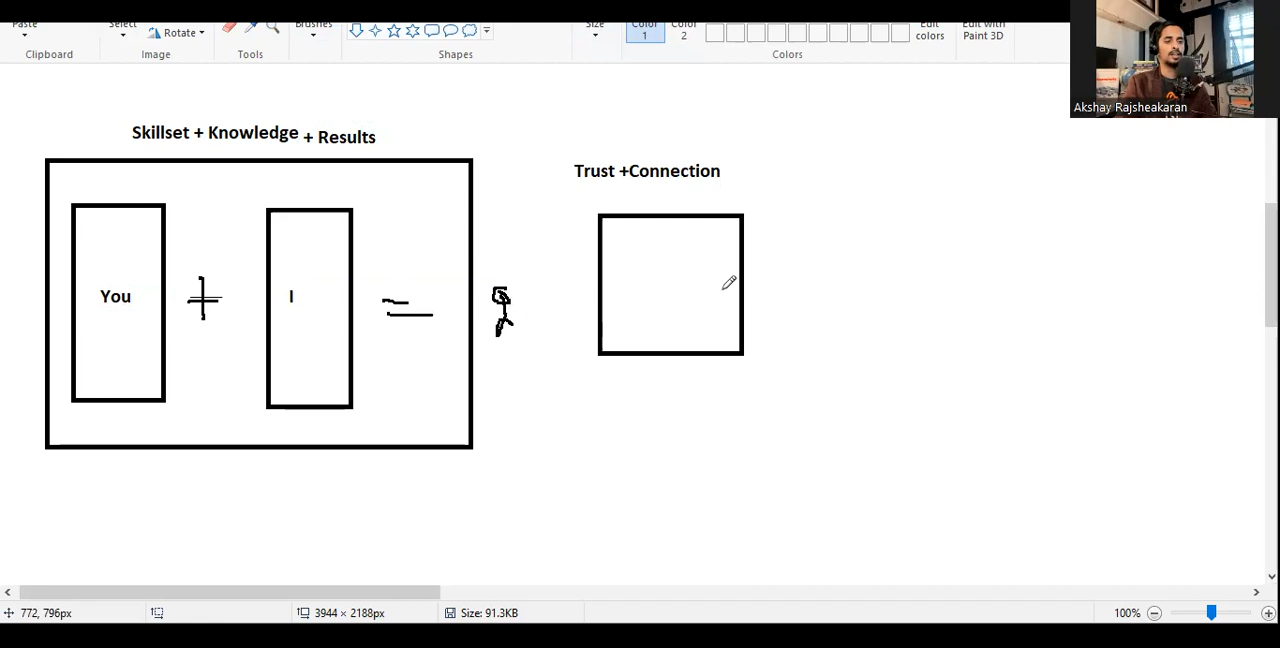 Paste
Select
Rotate
Brushes
Size
Color
1
Color
2
Edit
colors
Edit with
Paint 3D
Clipboard
Image
Tools
Shapes
Colors
Akshay Rajsheakaran
Skillset + Knowledge + Results
Trust +Connection
You
+
I
=
772, 796px
3944 × 2188px
Size: 91.3KB
100%